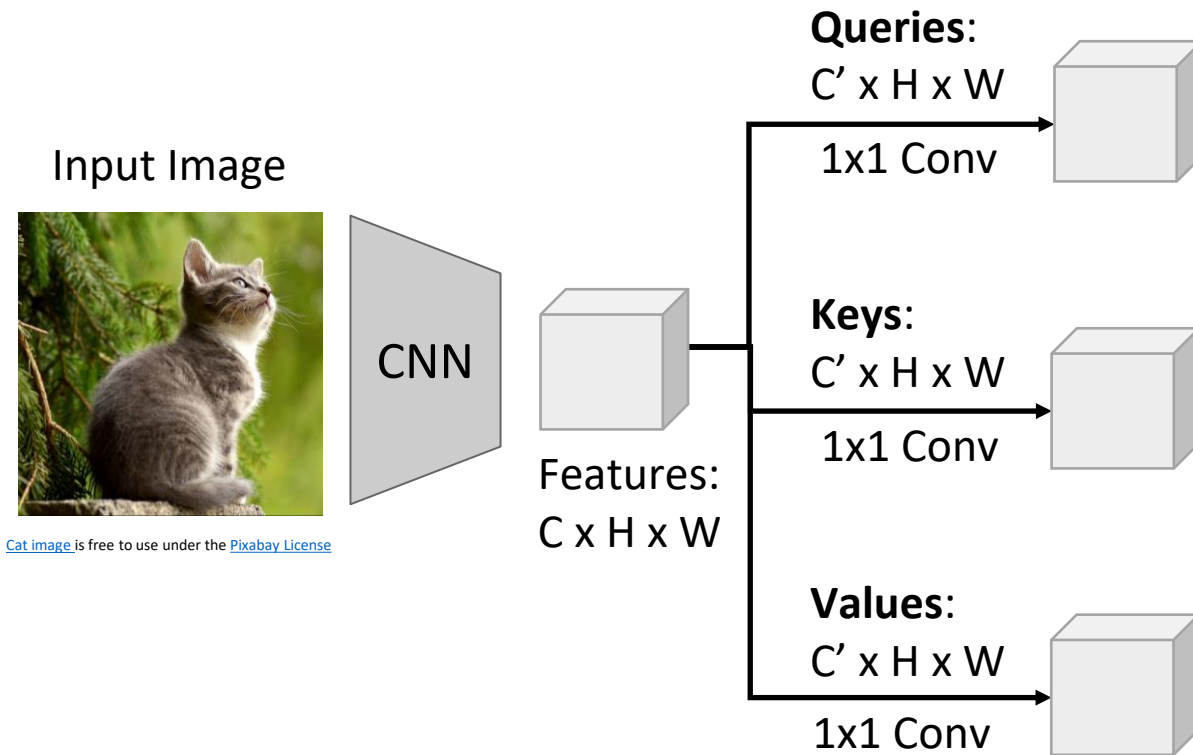 Input Image
Cat image is free to use under the Pixabay License
CNN
Features:
C x H x W
Queries:
C’ x H x W
1x1 Conv
Keys:
C’ x H x W
1x1 Conv
Values:
C’ x H x W
1x1 Conv